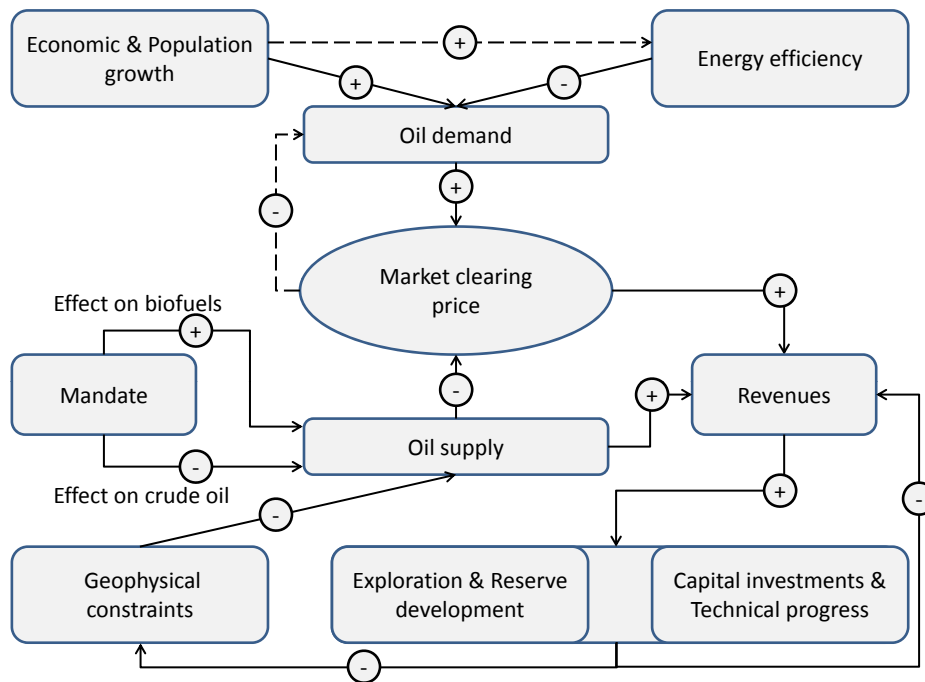 Economic & Population
growth
+
Energy efficiency
+
-
Oil demand
+
-
Market clearing
price
+
Effect on biofuels
+
Mandate
-
+
Revenues
Oil supply
-
Effect on crude oil
+
-
-
Geophysical
constraints
Exploration & Reserve
development
Capital investments &
Technical progress
-